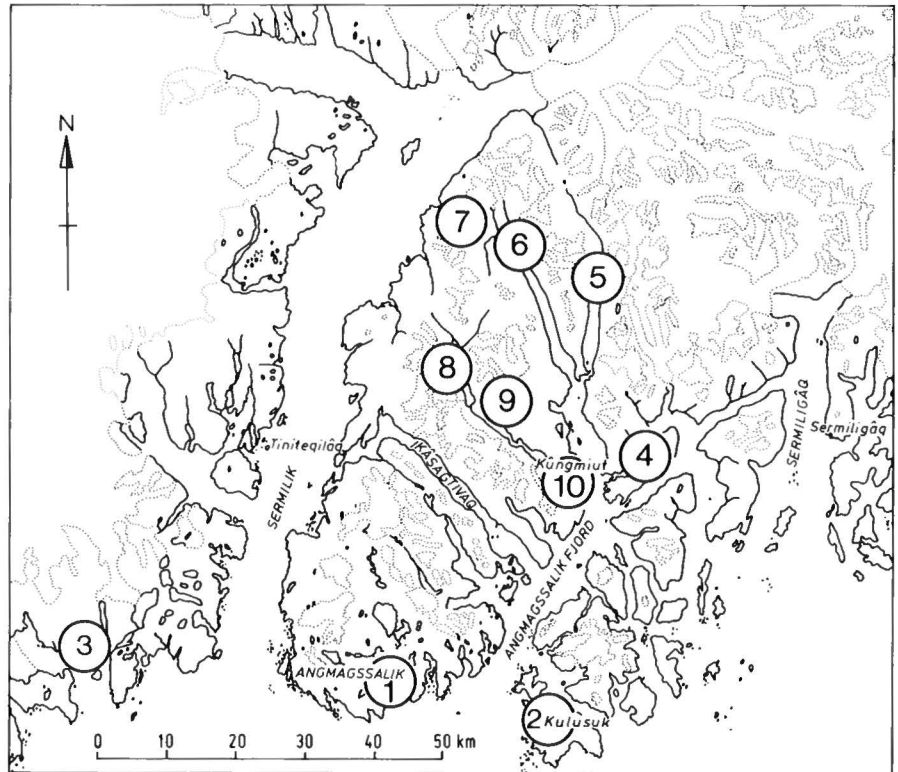 N
7
6
5
8
9
4
Tiniteqilâq
IKASAGTIVAQ
SERMILIK
Kûngmiut
10
SERMILIGÂQ
Sermiligâq
ANGMAGSSALIK FJORD
3
ANGMAGSSALIK
1
2 Kulusuk
0 10 20 30 40 50 km